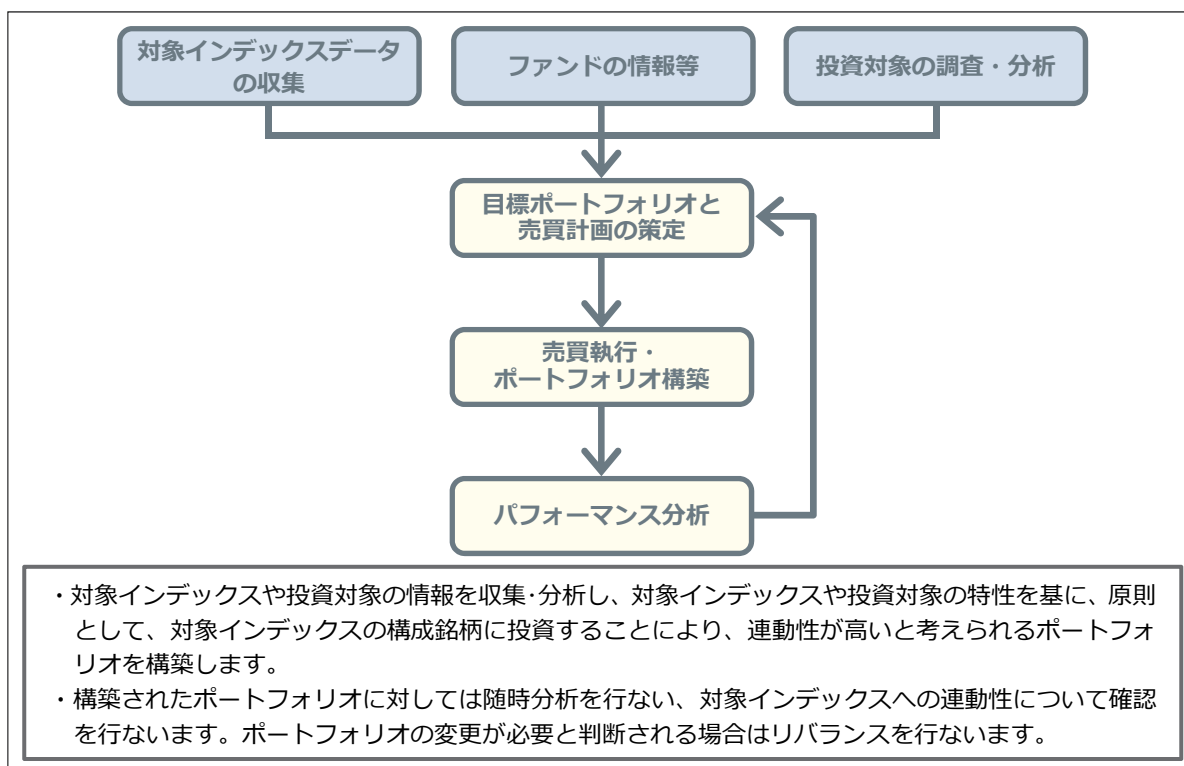 対象インデックスデータ
の収集
ファンドの情報等
投資対象の調査・分析
目標ポートフォリオと
売買計画の策定
売買執行・
ポートフォリオ構築
パフォーマンス分析
・対象インデックスや投資対象の情報を収集・分析し、対象インデックスや投資対象の特性を基に、原則
として、対象インデックスの構成銘柄に投資することにより、連動性が高いと考えられるポートフォ
リオを構築します。
・構築されたポートフォリオに対しては随時分析を行ない、対象インデックスへの連動性について確認
を行ないます。ポートフォリオの変更が必要と判断される場合はリバランスを行ないます。